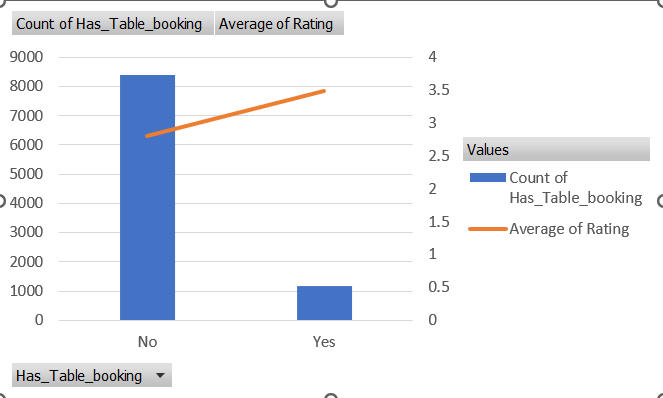 Count of Has_Table_booking Average of Rating
9000
8000
7000
6000
5000
4000
3000
2000
1000
0
4
3.5
3
2.5
2
1.5
1
0.5
0
No Yes
Values
Count of
Has_Table_booking
Average of Rating
Has_Table_booking